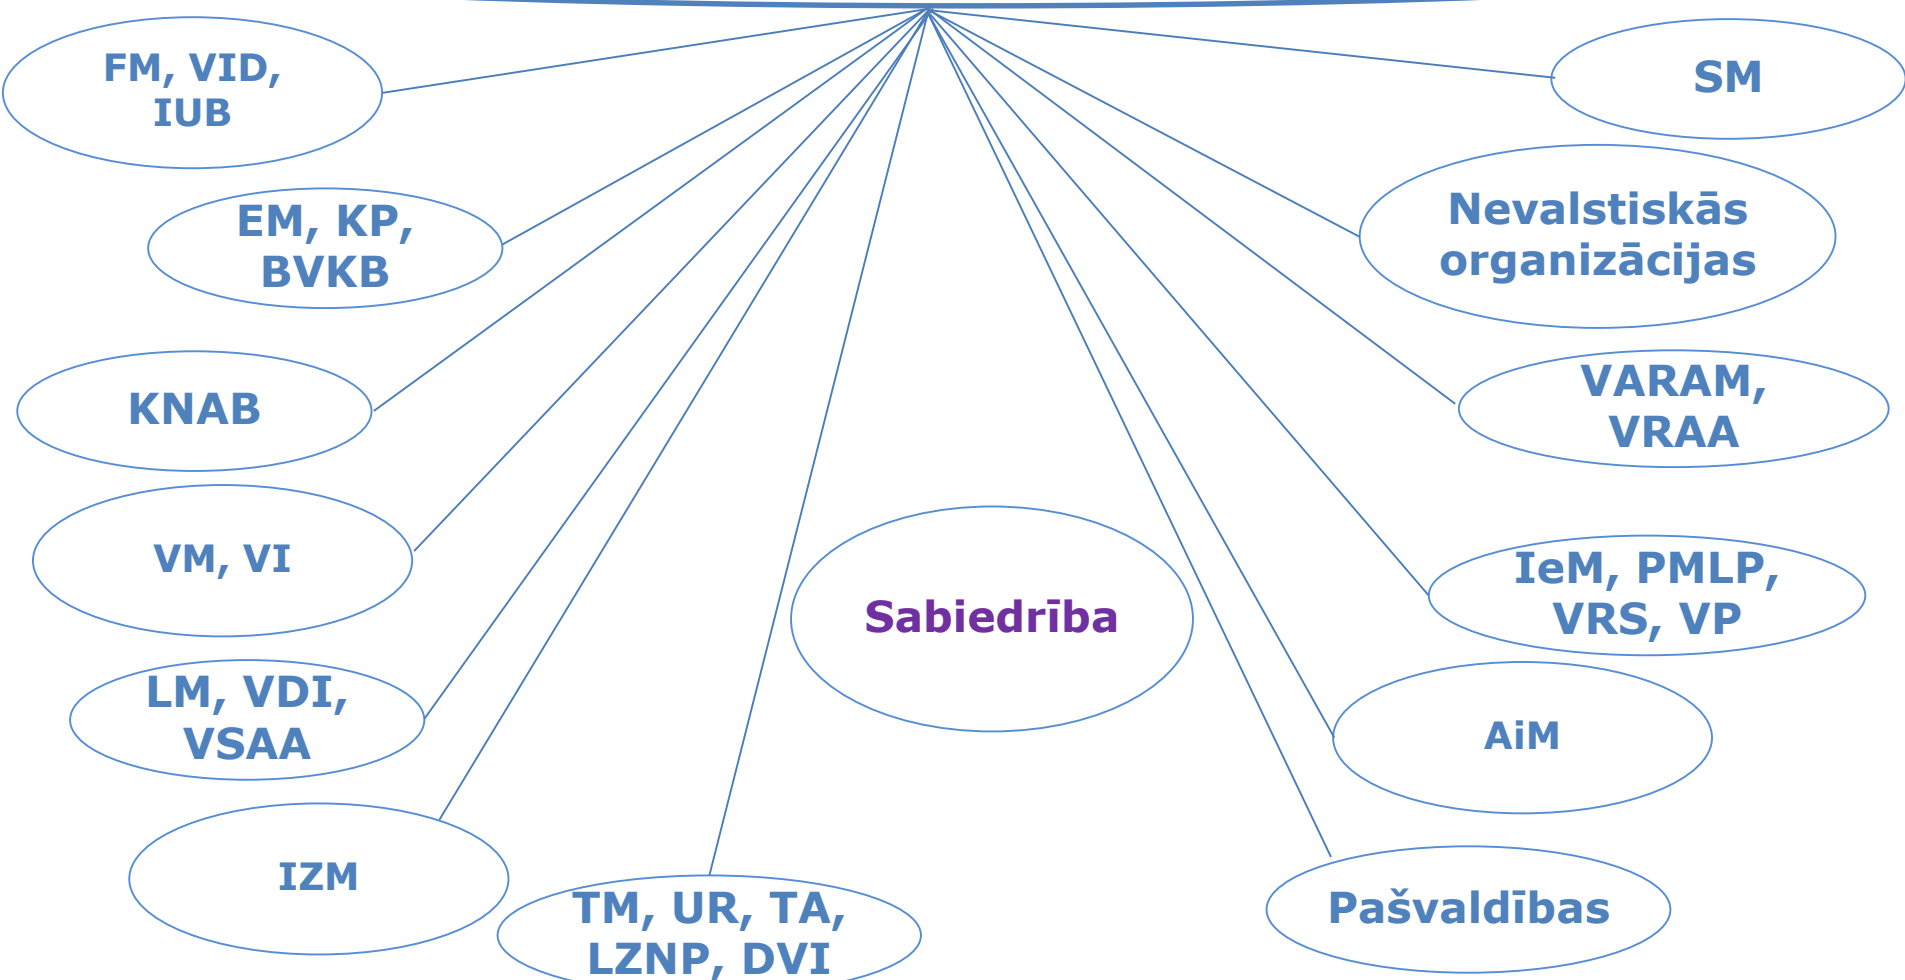 FM, VID,
IUB
SM
EM, KP,
BVKB
Nevalstiskās
organizācijas
KNAB
VARAM,
VRAA
VM, VI
Sabiedrība
IeM, PMLP,
VRS, VP
LM, VDI,
VSAA
AiM
IZM
TM, UR, TA,
LZNP, DVI
Pašvaldības